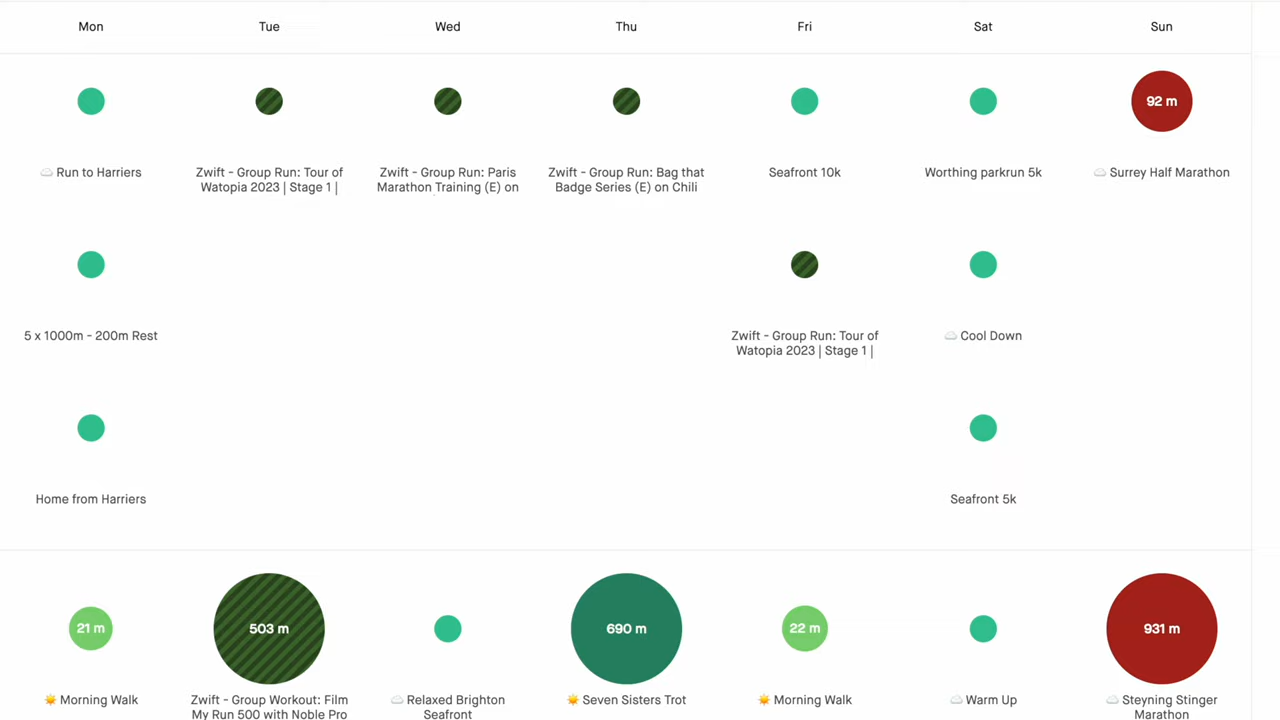 Mon Tue Wed Thu Fri Sat Sun
92 m
☁️ Run to Harriers
Zwift - Group Run: Tour of
Watopia 2023 | Stage 1 |
Zwift - Group Run: Paris
Marathon Training (E) on
Zwift - Group Run: Bag that
Badge Series (E) on Chili
Seafront 10k
Worthing parkrun 5k
☁️ Surrey Half Marathon
5 x 1000m - 200m Rest
Zwift - Group Run: Tour of
Watopia 2023 | Stage 1 |
☁️ Cool Down
Home from Harriers
Seafront 5k
21 m
503 m
690 m
22 m
931 m
☀️ Morning Walk
Zwift - Group Workout: Film
My Run 500 with Noble Pro
☁️ Relaxed Brighton
Seafront
☀️ Seven Sisters Trot
☀️ Morning Walk
☁️ Warm Up
☁️ Steyning Stinger
Marathon